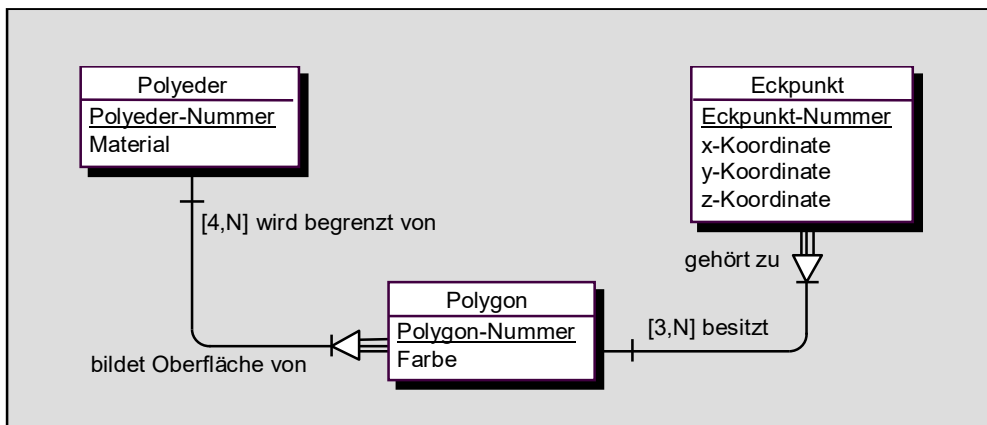 Polyeder
Polyeder-Nummer
Material
[4,N] wird begrenzt von
bildet Oberfläche von
Polygon
Polygon-Nummer
Farbe
[3,N] besitzt
gehört zu
Eckpunkt
Eckpunkt-Nummer
x-Koordinate
y-Koordinate
z-Koordinate